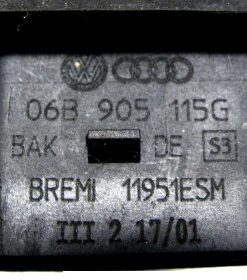 06B 905 115G
BAK DE S3
BREMI 11951ESM
III 2 17/01